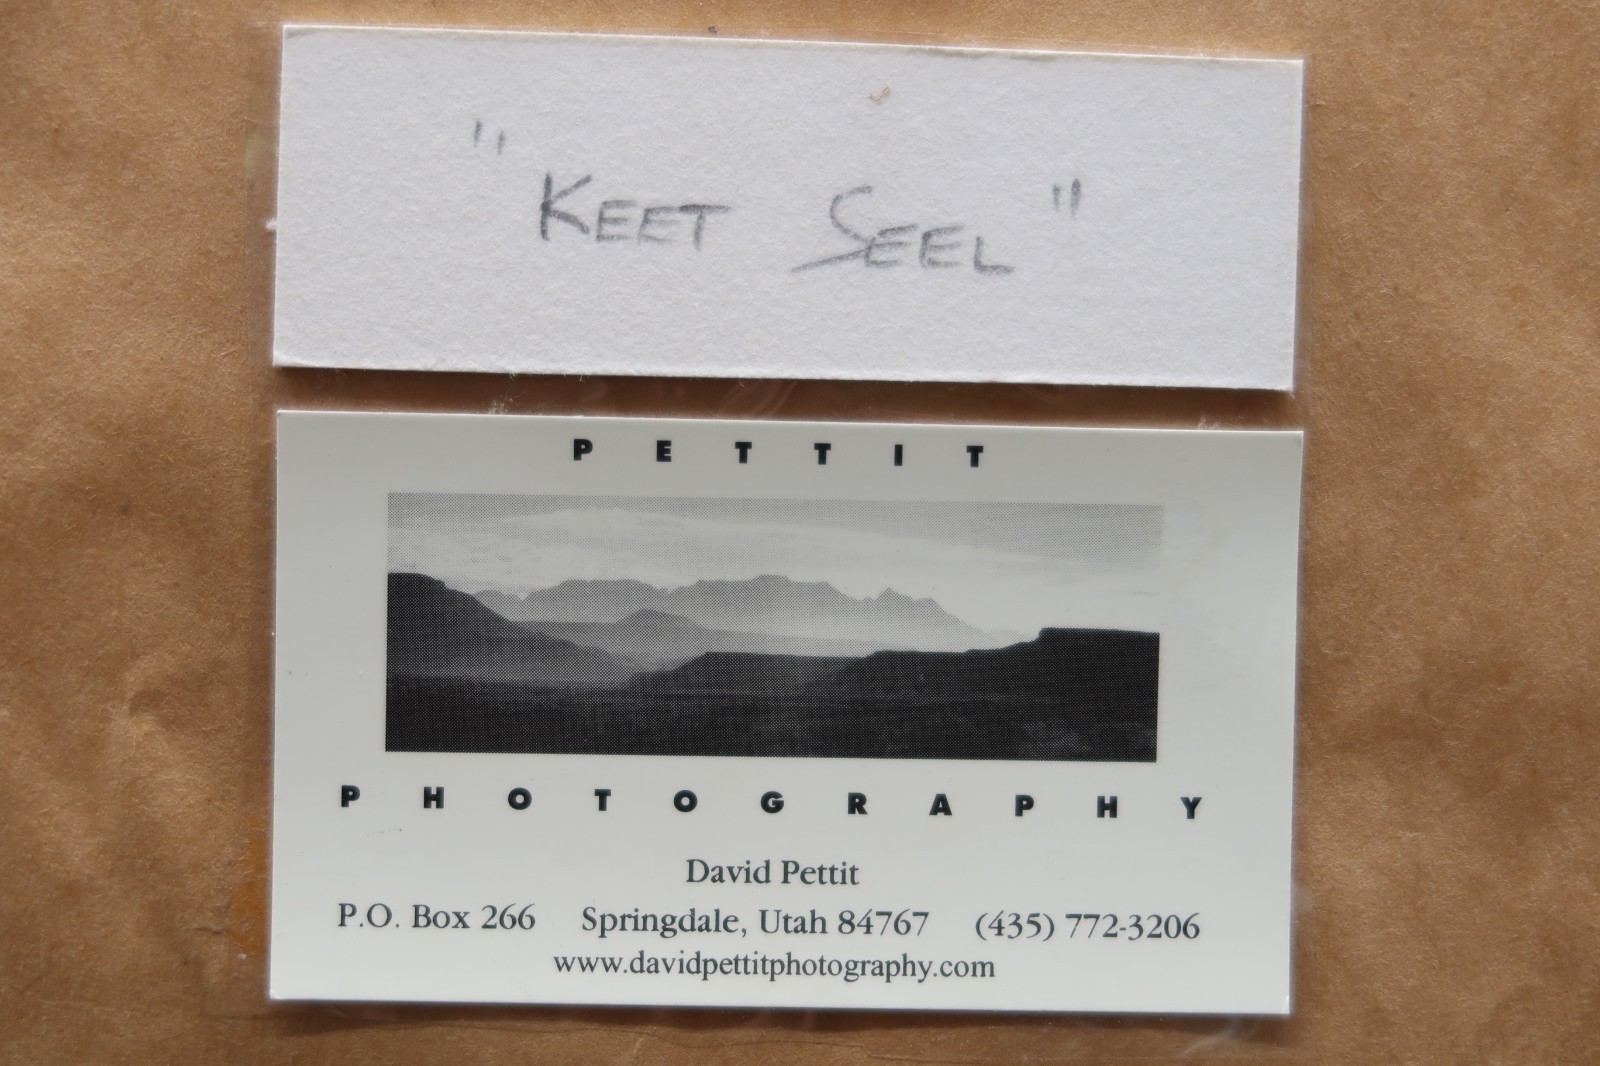 "KEET SEEL"
PETTIT
PHOTOGRAPHY
David Pettit
P.O. Box 266 Springdale, Utah 84767 (435) 772-3206
www.davidpettitphotography.com